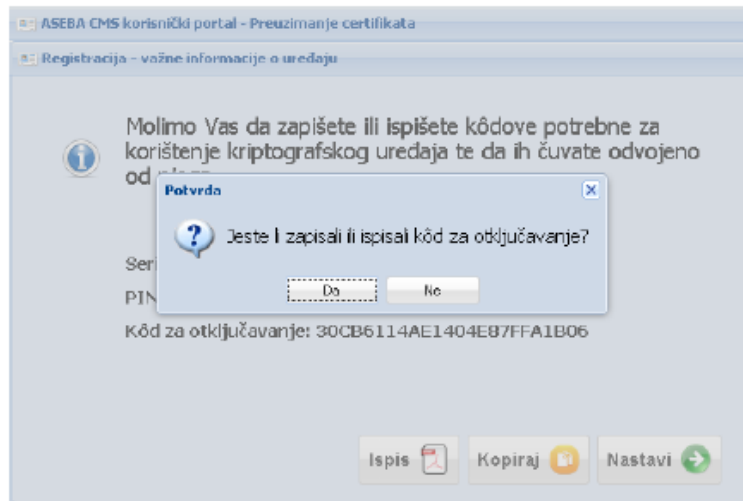 ASEBA CMS korisnički portal - Preuzimanje certifikata
Registracija - važne informacije o uređaju
Molimo Vas da zapišete ili ispišete kôdove potrebne za
korištenje kriptografskog uređaja te da ih čuvate odvojeno
od
Potvrda
Jeste li zapisali ili ispisali kôd za otključavanje?
Seri
Da Ne
PIN
Kôd za otključavanje: 30CB6114AE1404E87FFA1B06
Ispis Kopiraj Nastavi